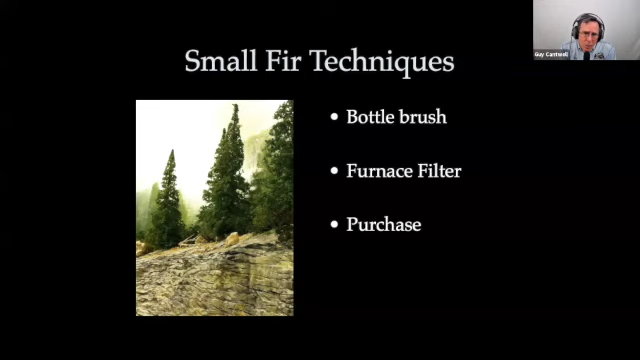 Guy Cantwell
Small Fir Techniques
• Bottle brush
• Furnace Filter
• Purchase